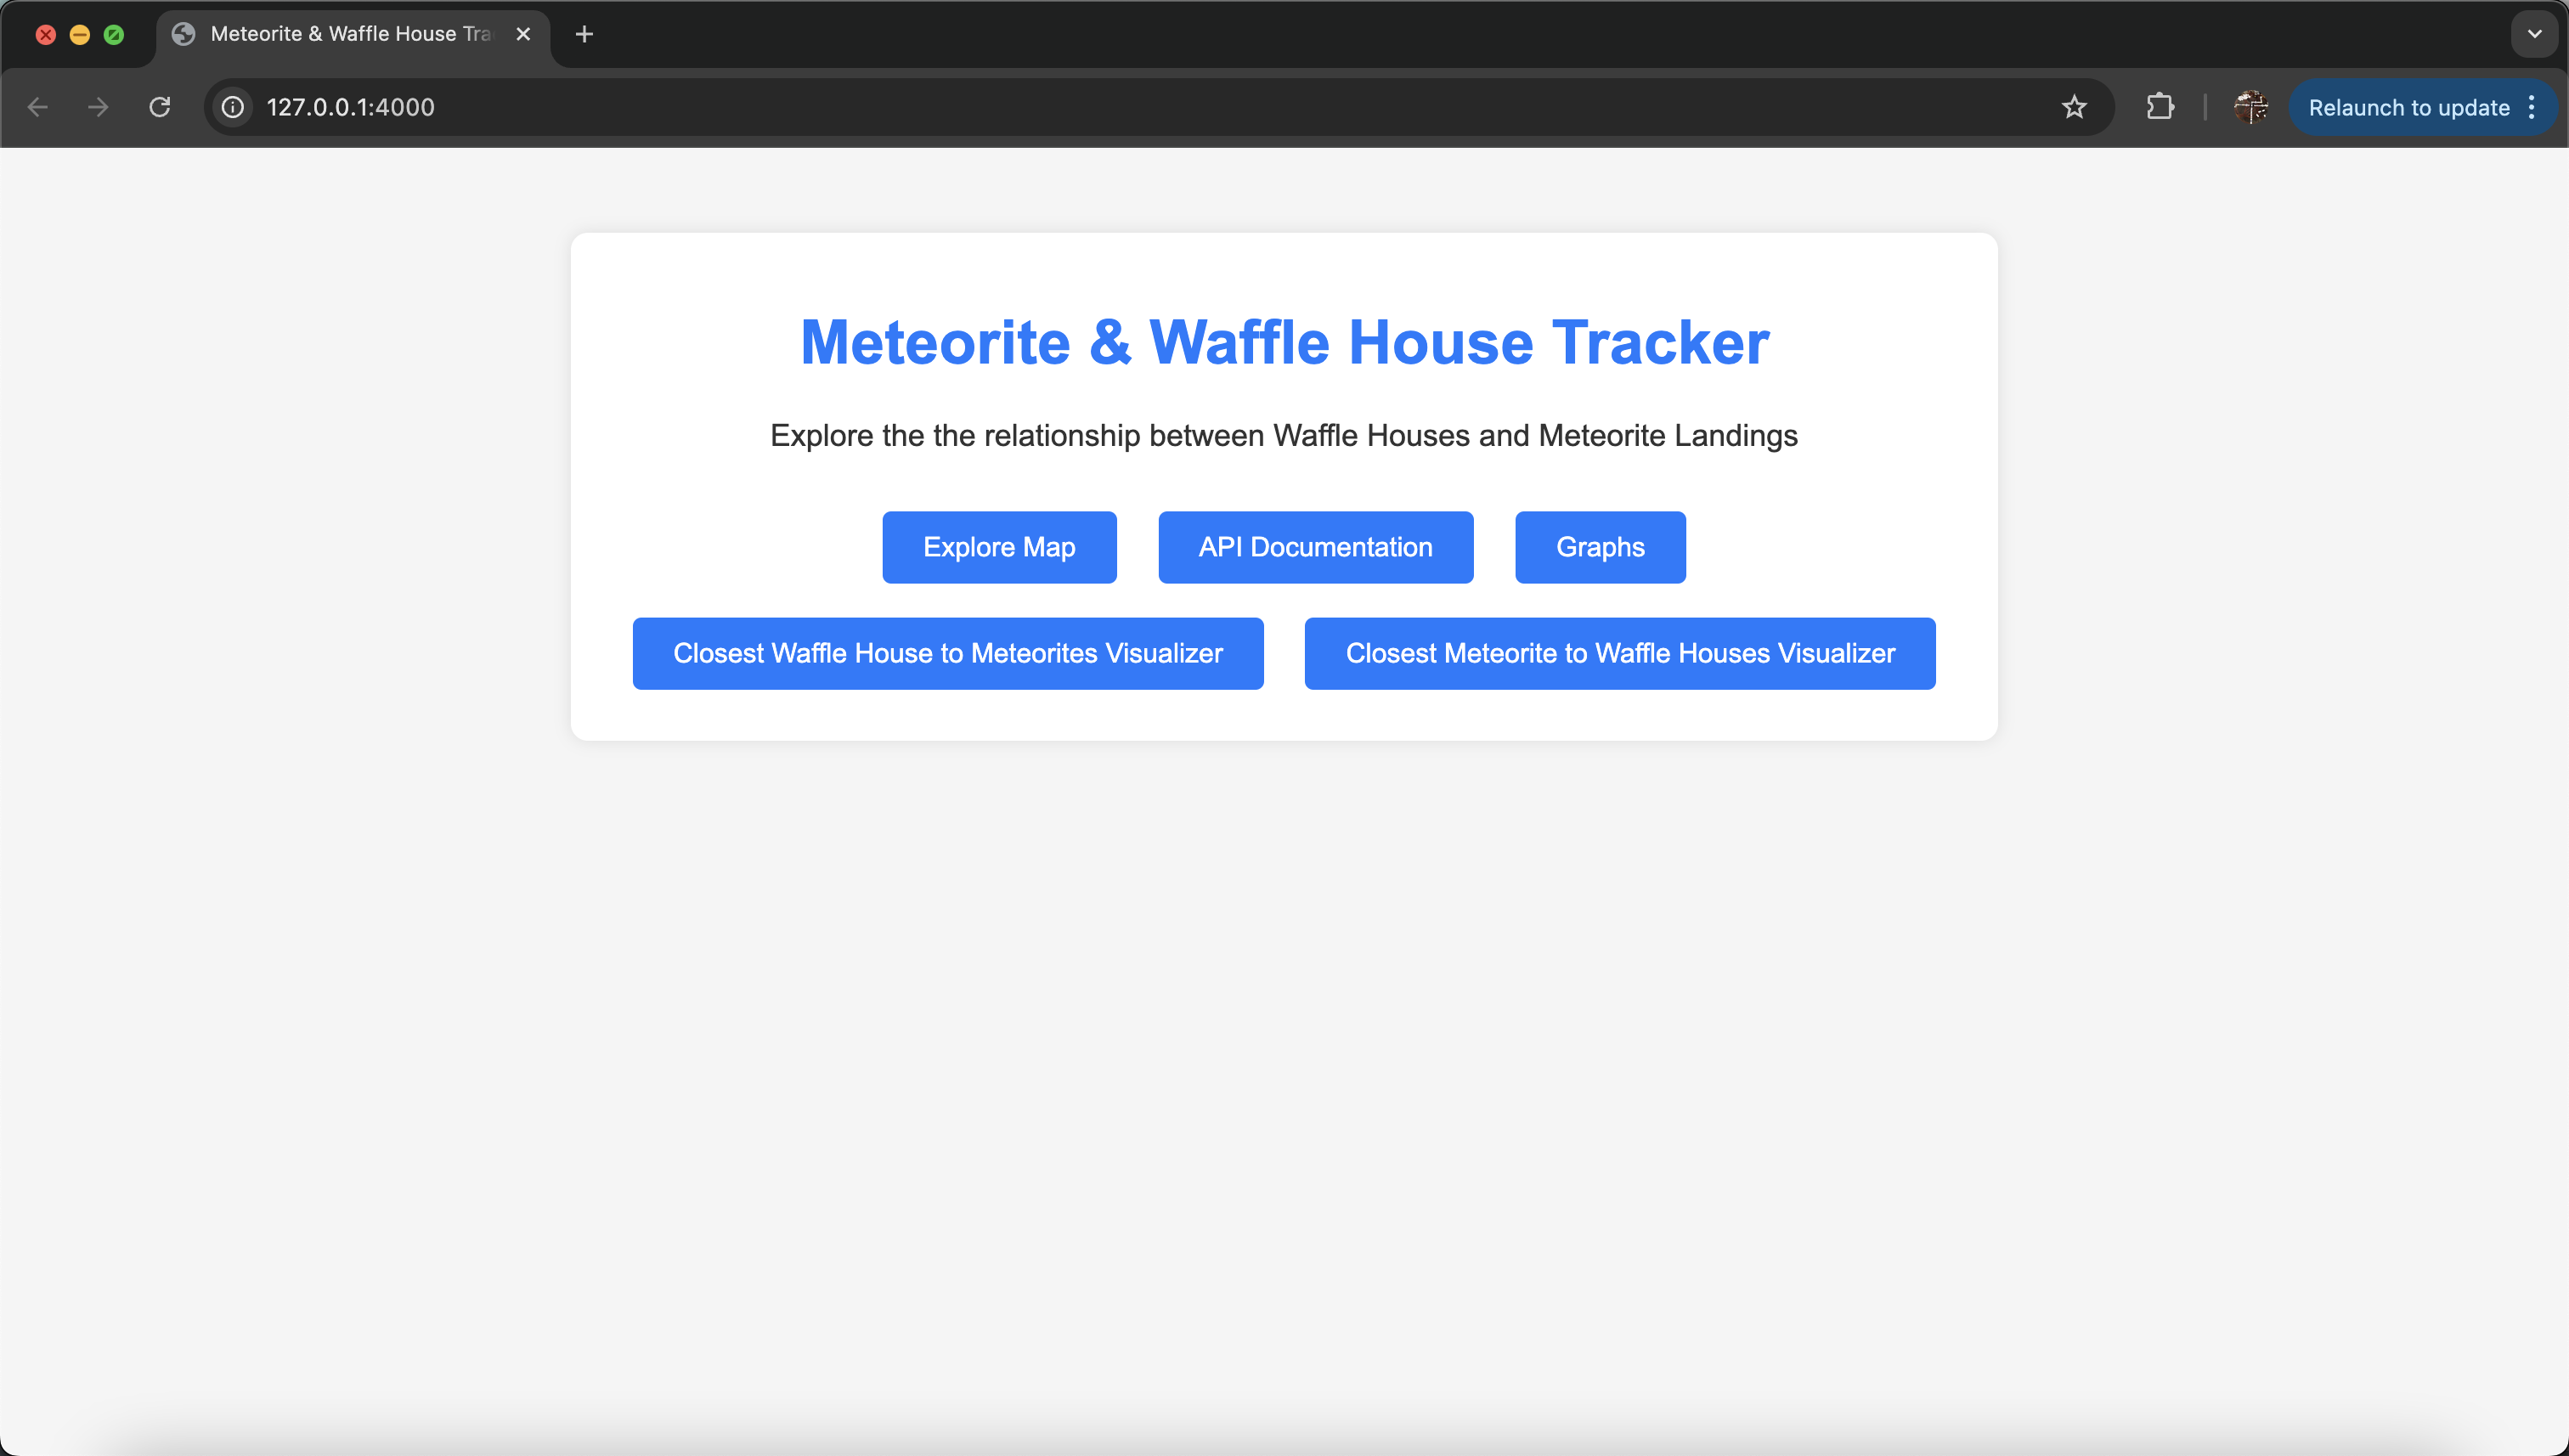 Meteorite & Waffle House Tra
127.0.0.1:4000
Relaunch to update
Meteorite & Waffle House Tracker
Explore the the relationship between Waffle Houses and Meteorite Landings
Explore Map
API Documentation
Graphs
Closest Waffle House to Meteorites Visualizer
Closest Meteorite to Waffle Houses Visualizer